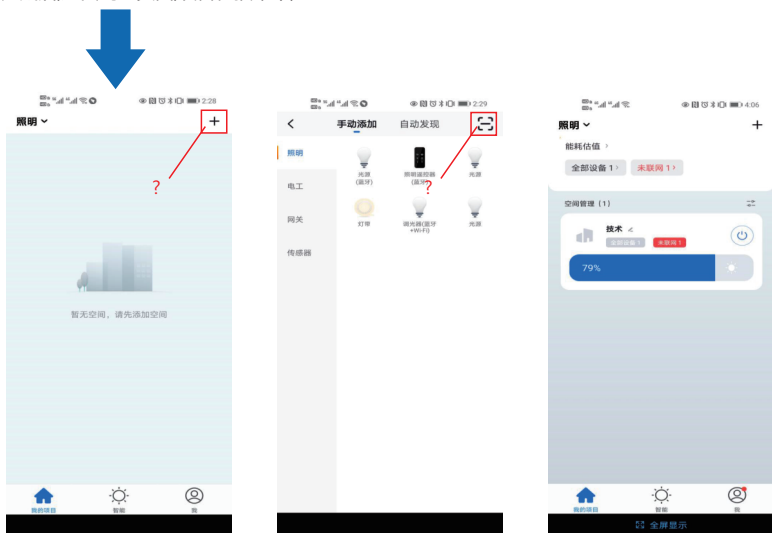 2:28
照明
?
暂无空间，请先添加空间
我的项目
智能
我
2:29
手动添加
自动发现
照明
电工
网关
传感器
光源
(蓝牙)
照明遥控器
(蓝牙)
光源
?
灯带
调光器(蓝牙
+Wi-Fi)
光源
4:06
照明
能耗估值
全部设备 1
未联网 1
空间管理 (1)
技术
全部设备 1
未联网 1
79%
我的项目
智能
我
全屏显示